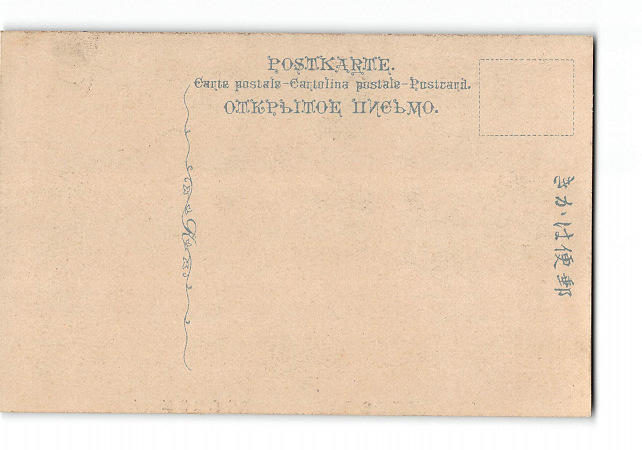 POSTKARTE.
Carte postale–Cartolina postale–Postcard.
ОТКРЫТОЕ ПИСЬМО.
きかは便郵